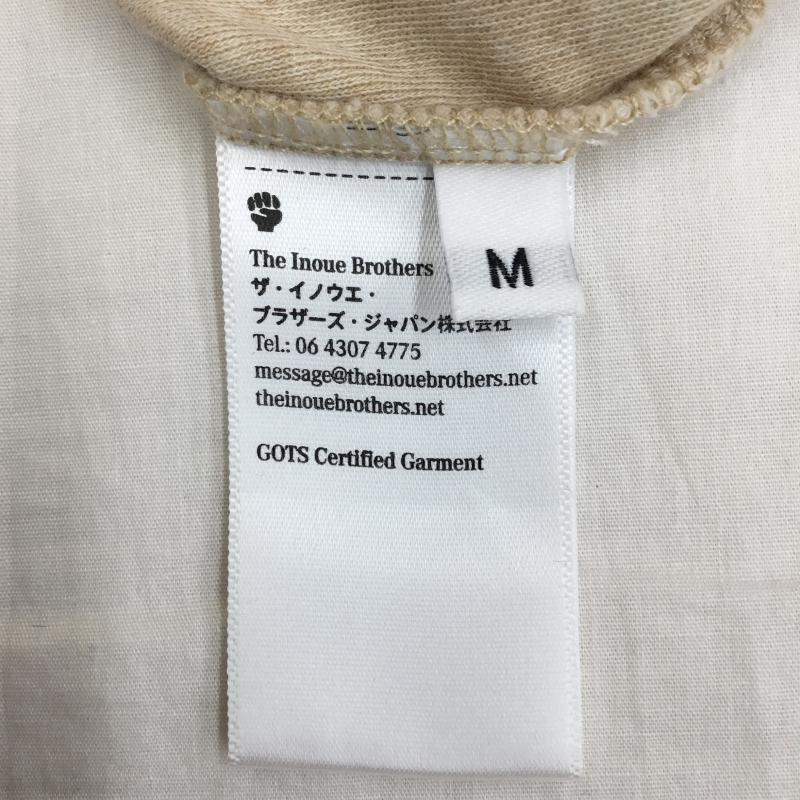 The Inoue Brothers
ザ・イノウエ・
ブラザーズ・ジャパン株式会社
Tel.: 06 4307 4775
message@theinouebrothers.net
theinouebrothers.net
GOTS Certified Garment
M